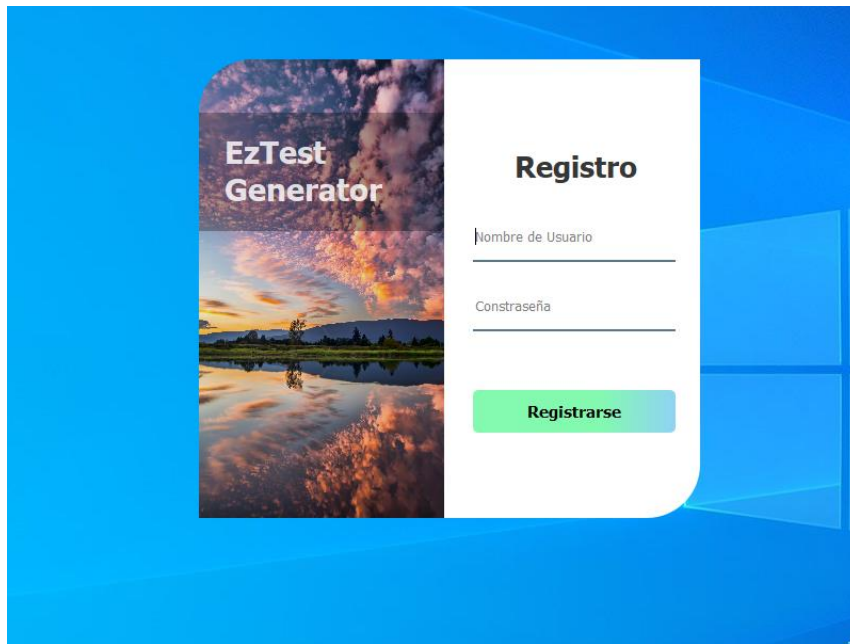 EzTest
Generator
Registro
Nombre de Usuario
Constraseña
Registrarse